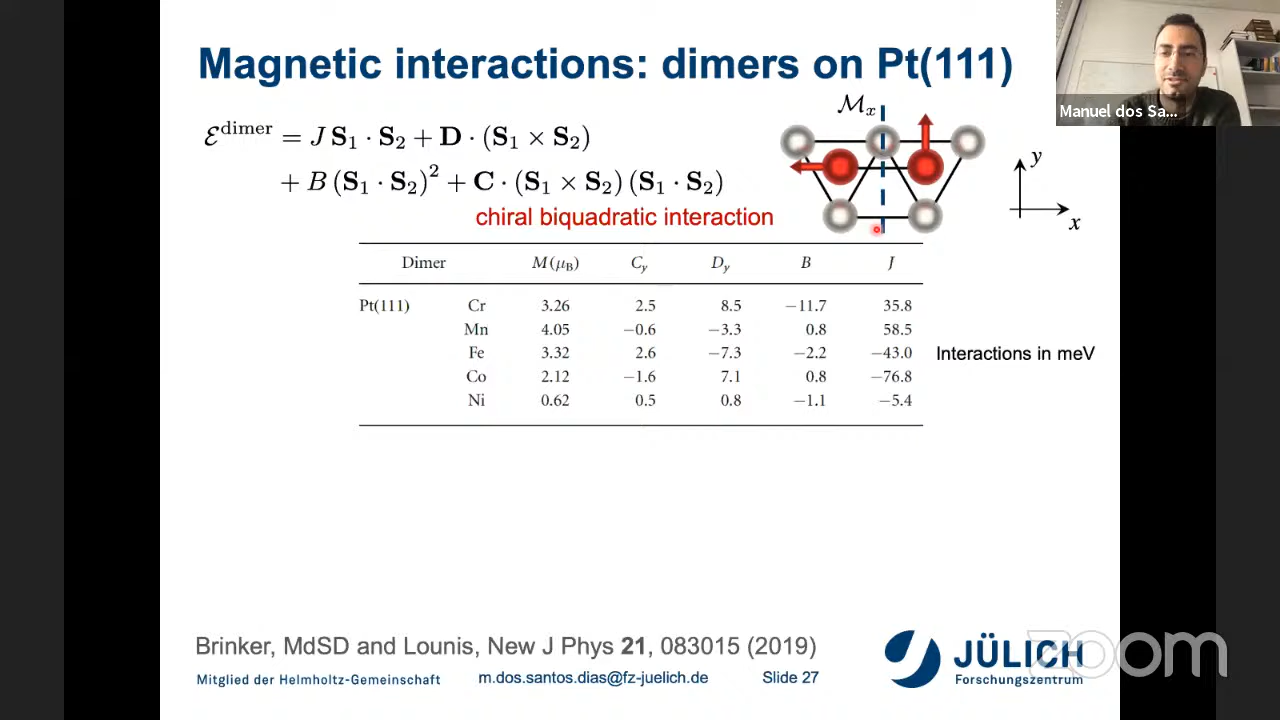 Magnetic interactions: dimers on Pt(111)
Manuel dos Sa...
ℰ^dimer = J S₁ · S₂ + D · (S₁ × S₂)
+ B (S₁ · S₂)² + C · (S₁ × S₂) (S₁ · S₂)
chiral biquadratic interaction
ℳₓ
y
x
Dimer M (μ_B) C_y D_y B J
Pt(111) Cr 3.26 2.5 8.5 −11.7 35.8
Mn 4.05 −0.6 −3.3 0.8 58.5
Fe 3.32 2.6 −7.3 −2.2 −43.0
Co 2.12 −1.6 7.1 0.8 −76.8
Ni 0.62 0.5 0.8 −1.1 −5.4
Interactions in meV
Brinker, MdSD and Lounis, New J Phys 21, 083015 (2019)
Mitglied der Helmholtz-Gemeinschaft
m.dos.santos.dias@fz-juelich.de
Slide 27
JÜLICH
Forschungszentrum
zoom